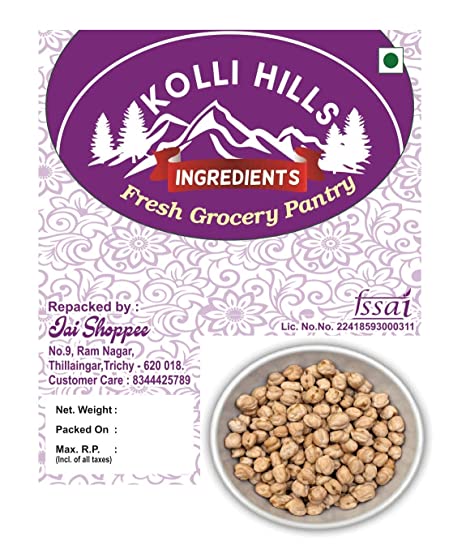 KOLLI HILLS
INGREDIENTS
Fresh Grocery Pantry
Repacked by :
Jai Shoppee
No.9, Ram Nagar,
Thillaingar,Trichy - 620 018.
Customer Care : 8344425789
fssai
Lic. No.No. 22418593000311
Net. Weight :
Packed On :
Max. R.P. :
(Incl. of all taxes)